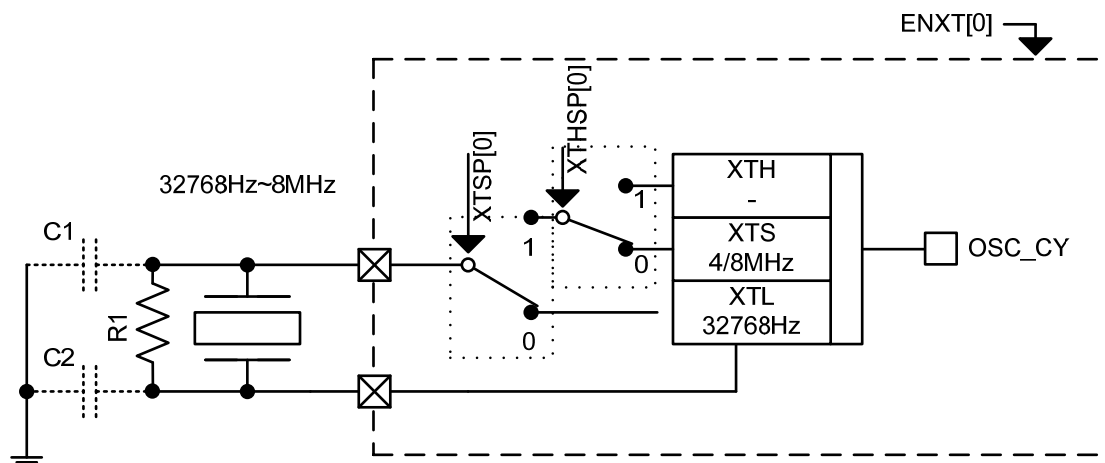 ENXT[0]
XTHSP[0]
XTSP[0]
32768Hz~8MHz
XTH
-
1
C1
1
XTS
4/8MHz
0
OSC_CY
XTL
32768Hz
R1
0
C2